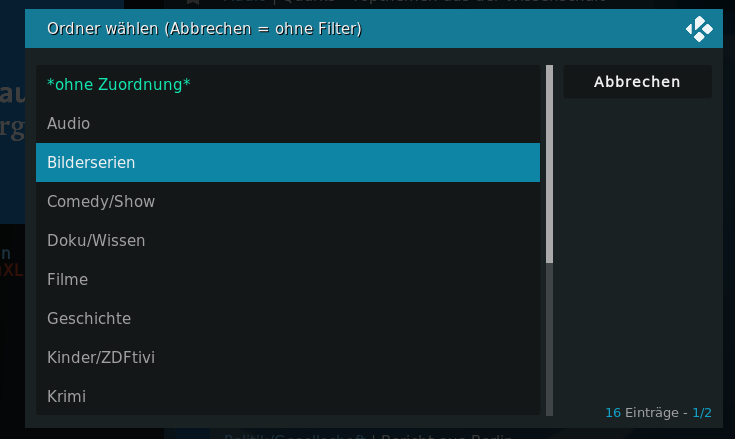 Ordner wählen (Abbrechen = ohne Filter)
*ohne Zuordnung*
Audio
Bilderserien
Comedy/Show
Doku/Wissen
Filme
Geschichte
Kinder/ZDFtivi
Krimi
Abbrechen
16 Einträge - 1/2